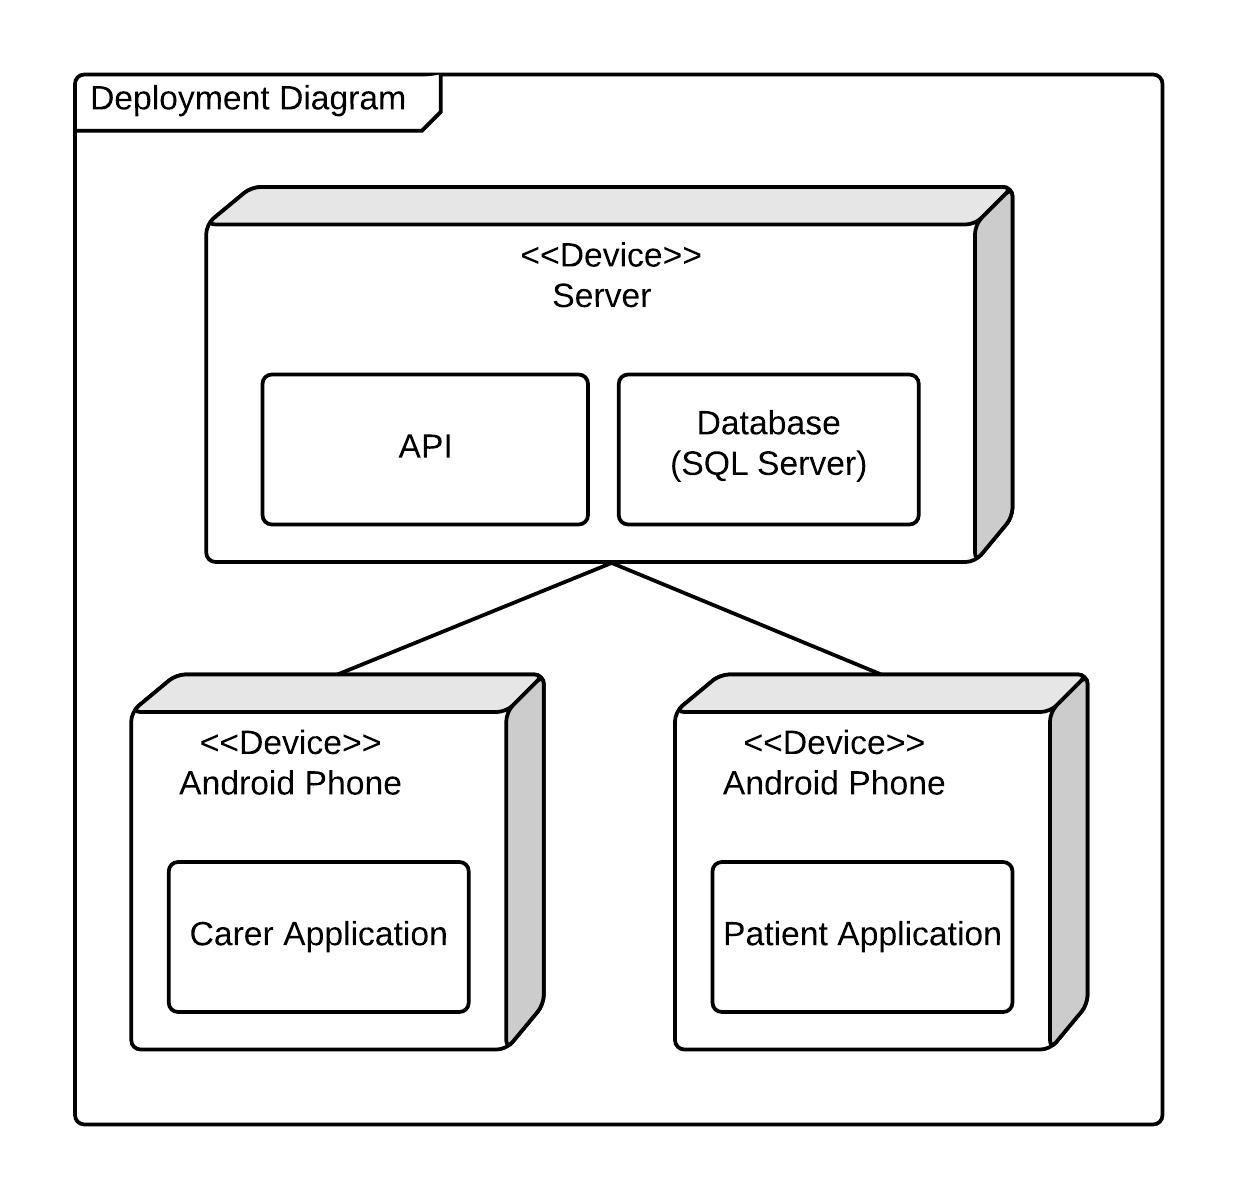 Deployment Diagram
<<Device>>
Server
API
Database
(SQL Server)
<<Device>>
Android Phone
Carer Application
<<Device>>
Android Phone
Patient Application